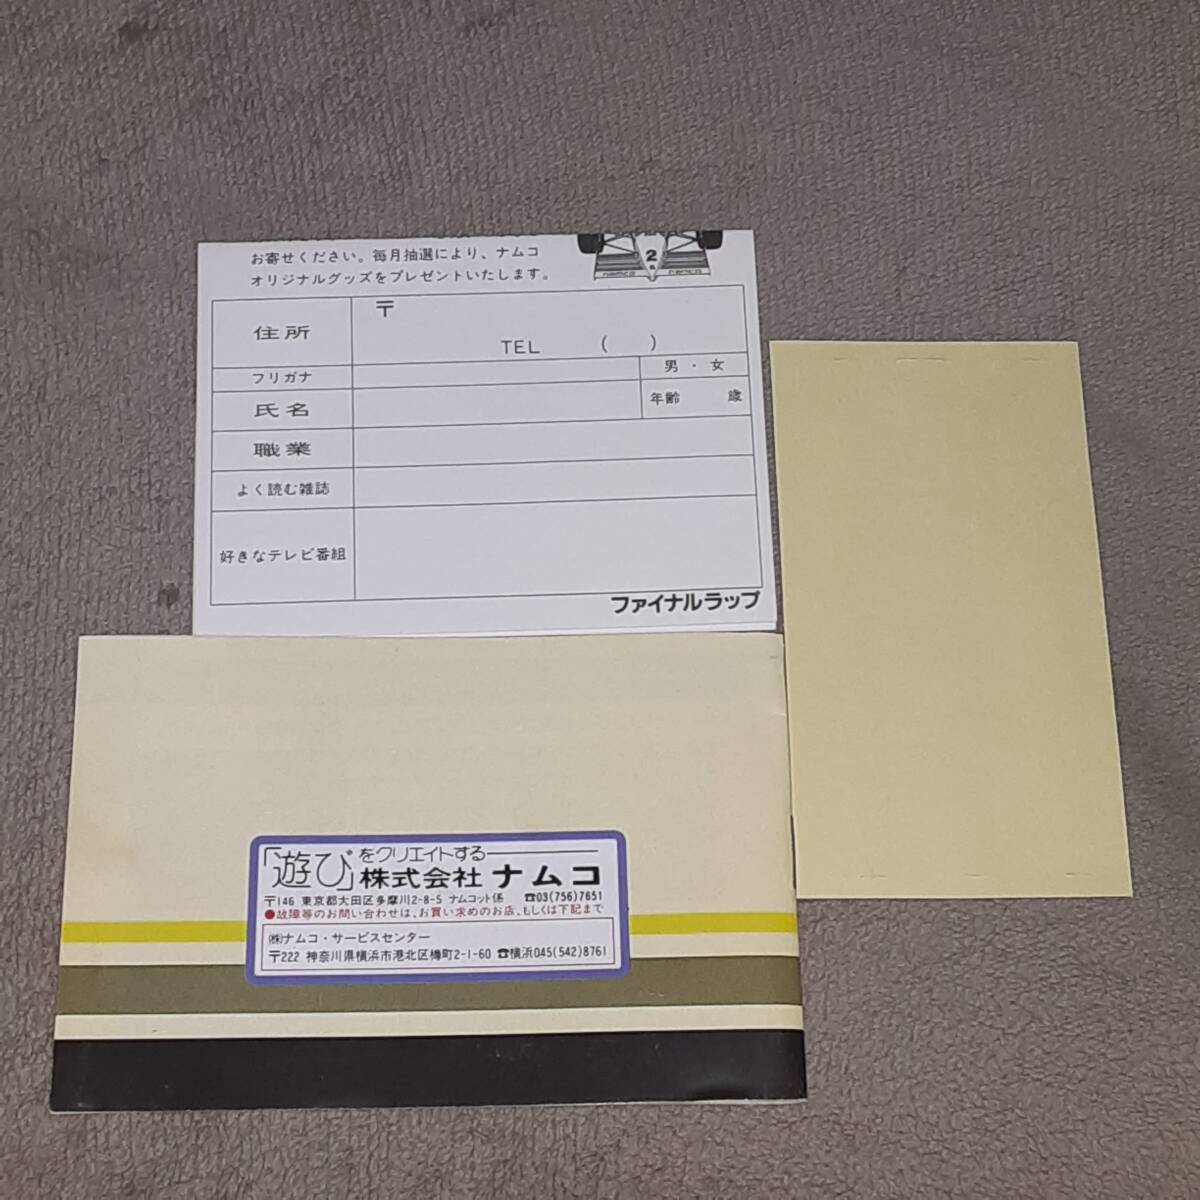 お寄せください。毎月抽選により、ナムコ
オリジナルグッズをプレゼントいたします。
2
namco namco
住所 〒
TEL ( )
フリガナ 男・女
氏名 年齢 歳
職業
よく読む雑誌
好きなテレビ番組
ファイナルラップ
「遊び」をクリエイトする
株式会社 ナムコ
〒146 東京都大田区多摩川2-8-5 ナムコット係 ☎03(756)7651
●故障等のお問い合わせは、お買い求めのお店、もしくは下記まで
㈱ナムコ・サービスセンター
〒222 神奈川県横浜市港北区樽町2-1-60 ☎横浜045(542)8761